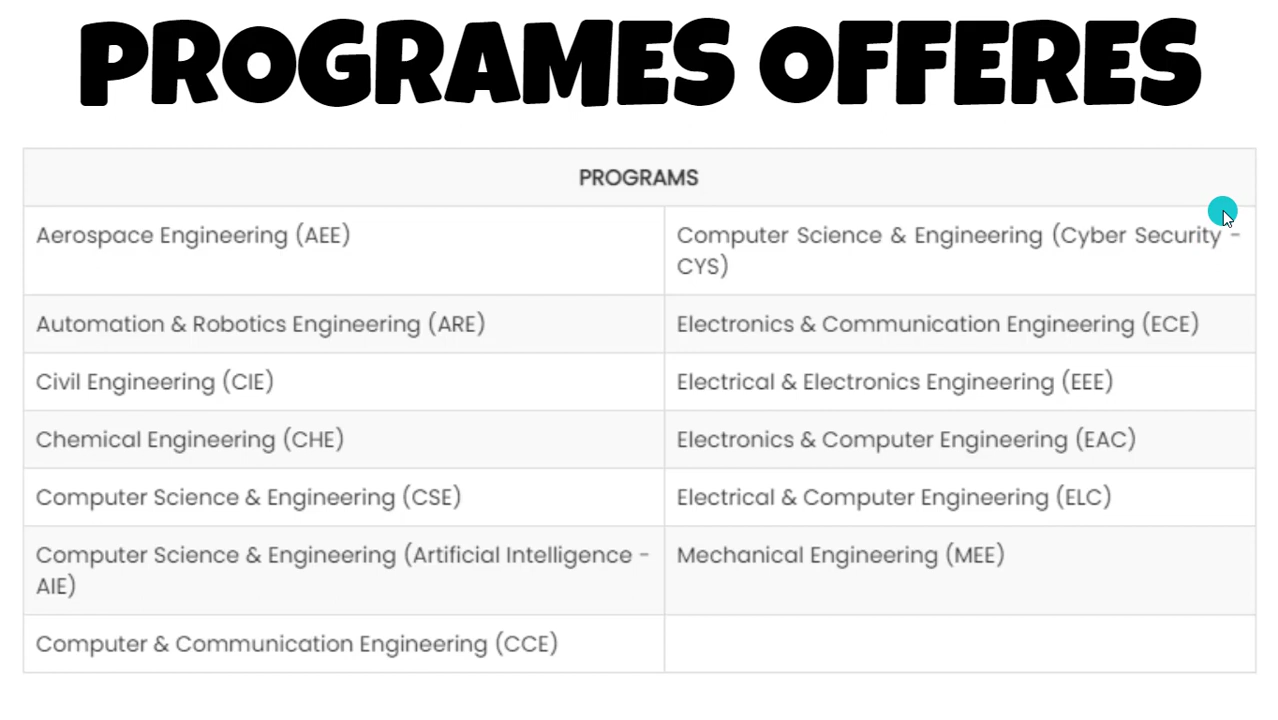 PROGRAMES OFFERES
PROGRAMS
Aerospace Engineering (AEE)
Computer Science & Engineering (Cyber Security -
CYS)
Automation & Robotics Engineering (ARE)
Electronics & Communication Engineering (ECE)
Civil Engineering (CIE)
Electrical & Electronics Engineering (EEE)
Chemical Engineering (CHE)
Electronics & Computer Engineering (EAC)
Computer Science & Engineering (CSE)
Electrical & Computer Engineering (ELC)
Computer Science & Engineering (Artificial Intelligence -
AIE)
Mechanical Engineering (MEE)
Computer & Communication Engineering (CCE)